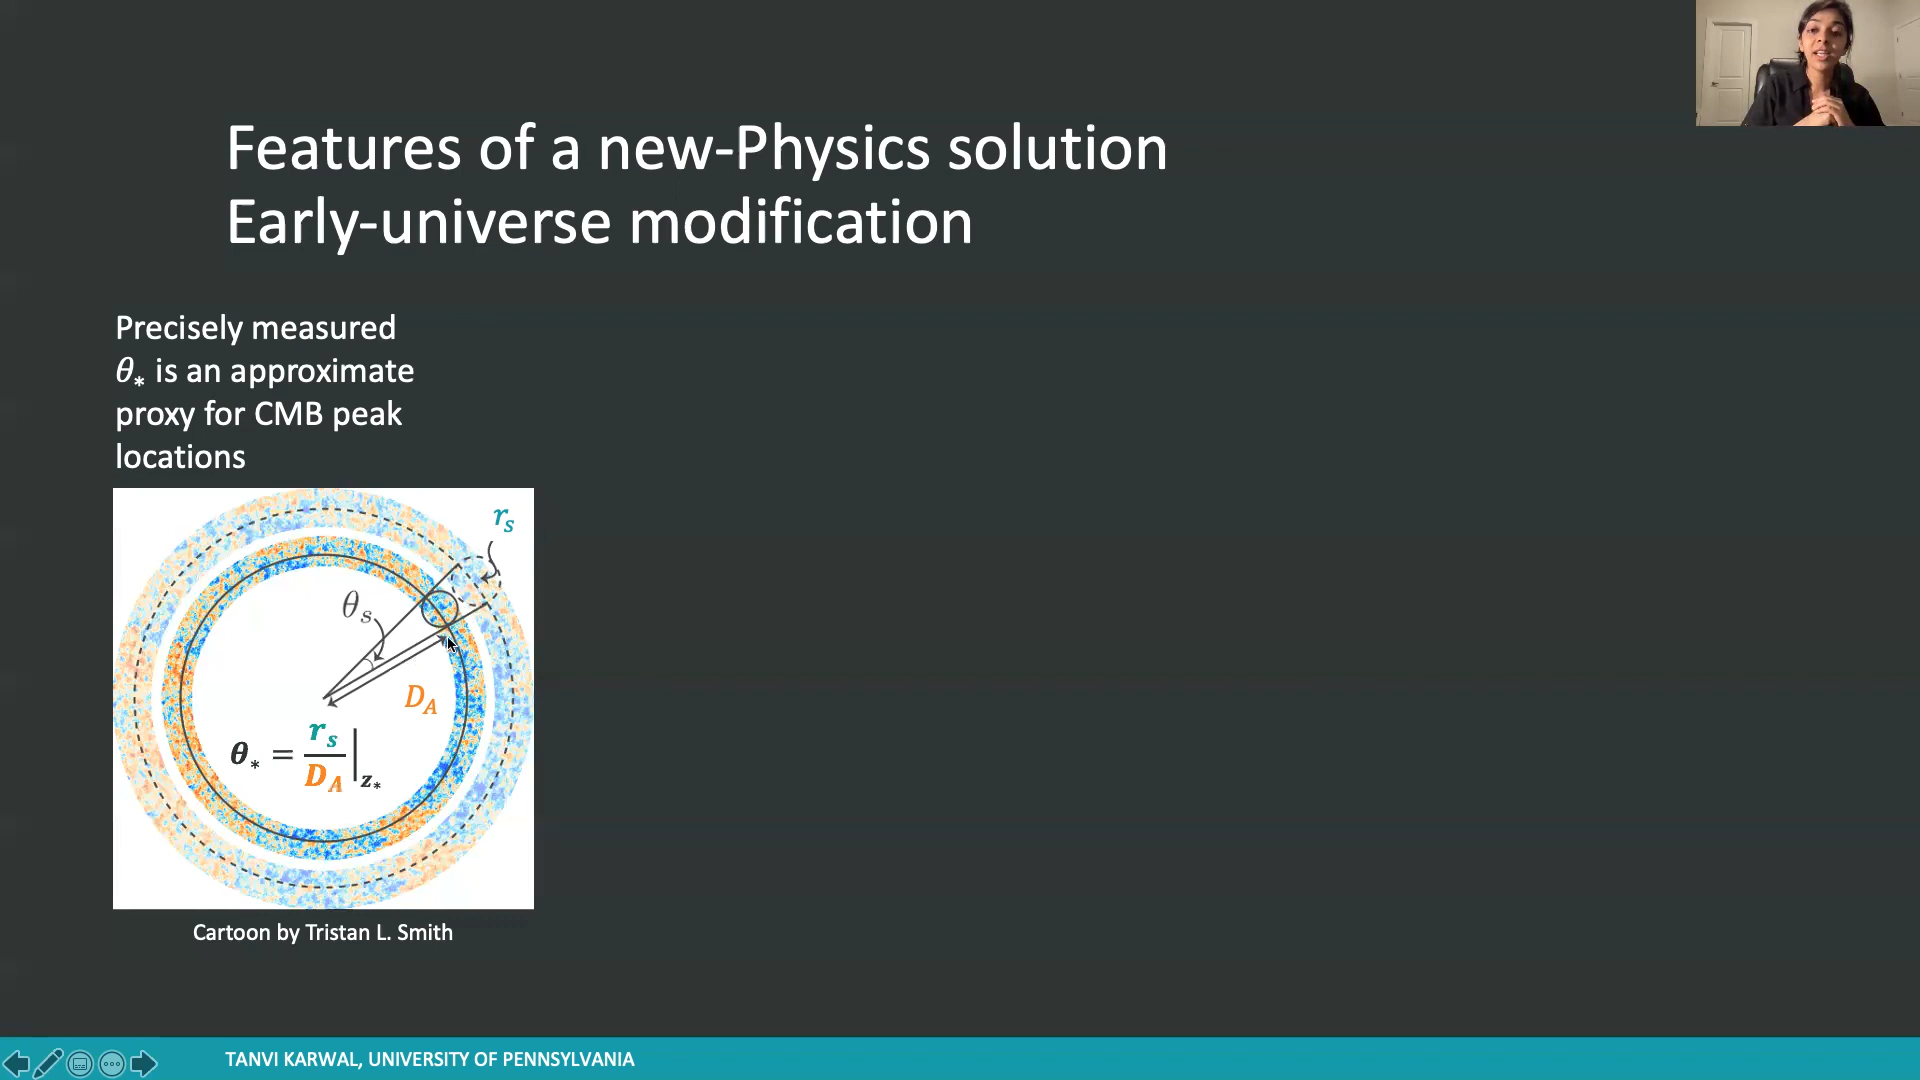 Features of a new-Physics solution
Early-universe modification
Precisely measured
θ* is an approximate
proxy for CMB peak
locations
r_s
θ_s
D_A
θ_* = r_s / D_A |_z*
Cartoon by Tristan L. Smith
TANVI KARWAL, UNIVERSITY OF PENNSYLVANIA